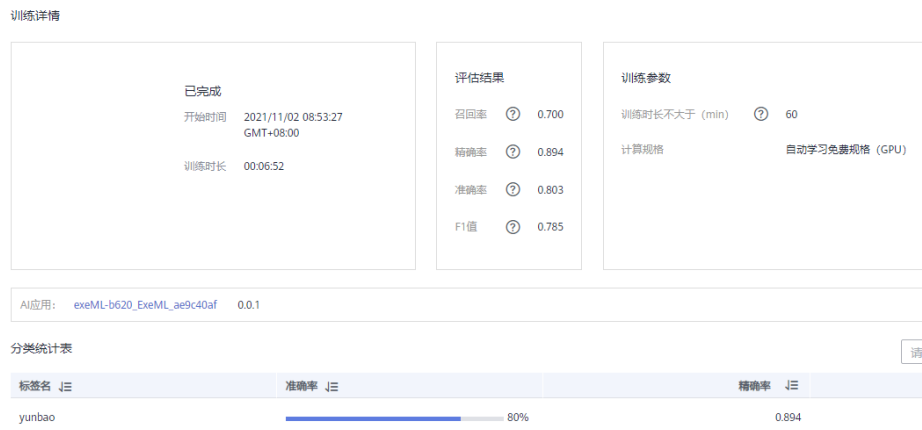 训练详情
已完成
开始时间 2021/11/02 08:53:27
GMT+08:00
训练时长 00:06:52
评估结果
召回率 ? 0.700
精确率 ? 0.894
准确率 ? 0.803
F1值 ? 0.785
训练参数
训练时长不大于（min） ? 60
计算规格 自动学习免费规格（GPU）
AI应用： exeML-b620_ExeML_ae9c40af 0.0.1
分类统计表
请
标签名 准确率 精确率
yunbao 80% 0.894